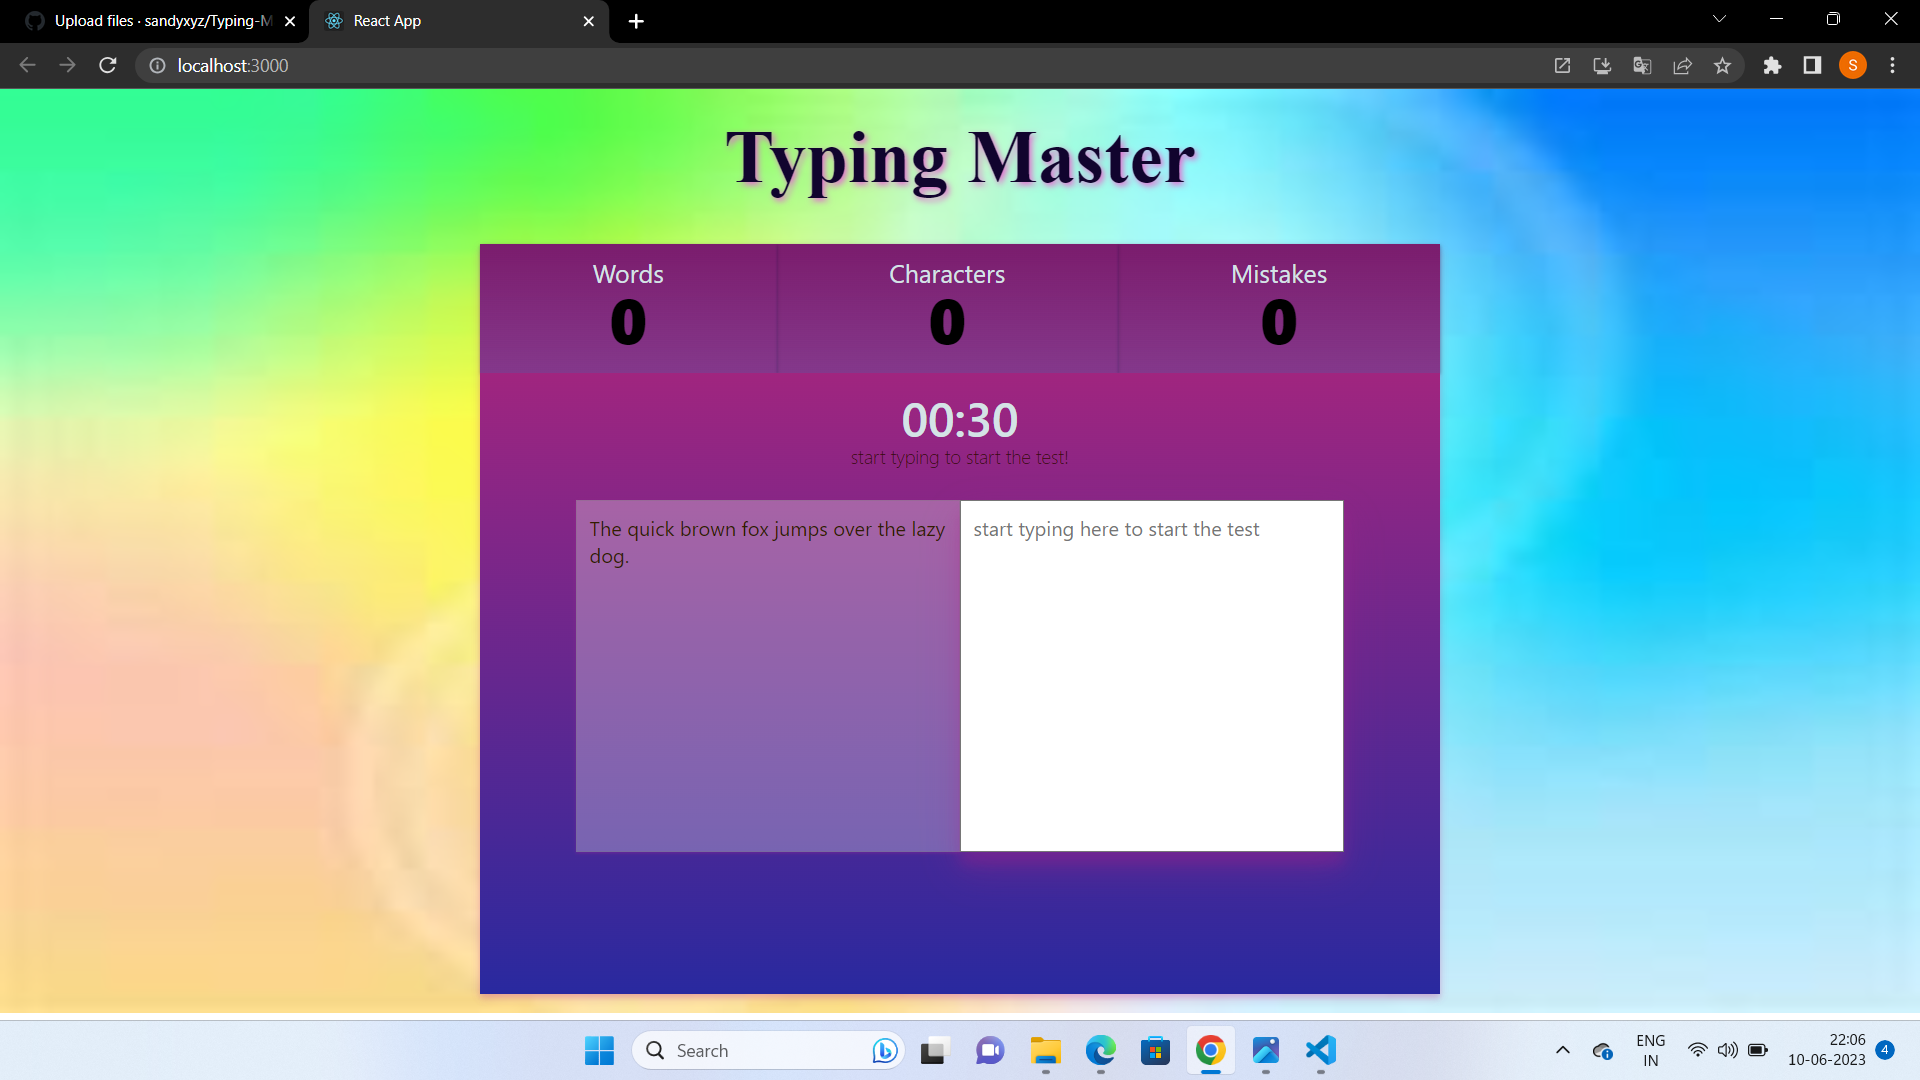 Upload files · sandyxyz/Typing-M
React App
localhost:3000
S
Typing Master
Words
Characters
Mistakes
0
0
0
00:30
start typing to start the test!
The quick brown fox jumps over the lazy
dog.
start typing here to start the test
Search
ENG
IN
22:06
10-06-2023
4